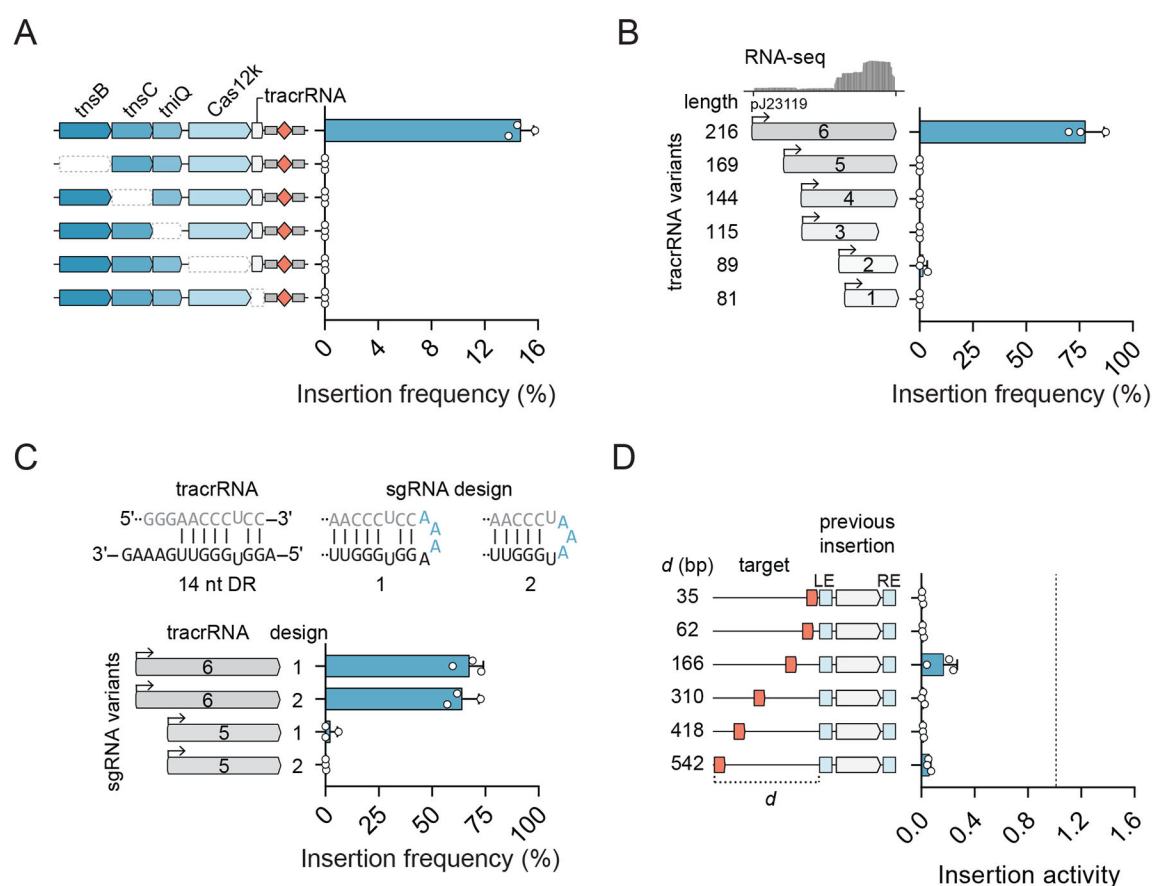 A
tnsB
tnsC
tniQ
Cas12k
tracrRNA
0
4
8
12
16
Insertion frequency (%)
B
RNA-seq
length
pJ23119
tracrRNA variants
216
6
169
5
144
4
115
3
89
2
81
1
0
25
50
75
100
Insertion frequency (%)
C
tracrRNA
sgRNA design
5'··GGGAACCCUCC–3'
3'–GAAAGUUGGGUGGA–5'
14 nt DR
··AACCCUCCAAAA
··UUGGGUGGA
1
··AACCCUAAAA
··UUGGGU
2
tracrRNA
design
sgRNA variants
6
1
6
2
5
1
5
2
0
25
50
75
100
Insertion frequency (%)
D
previous
insertion
d (bp)
target
LE
RE
35
62
166
310
418
542
d
0.0
0.4
0.8
1.2
1.6
Insertion activity